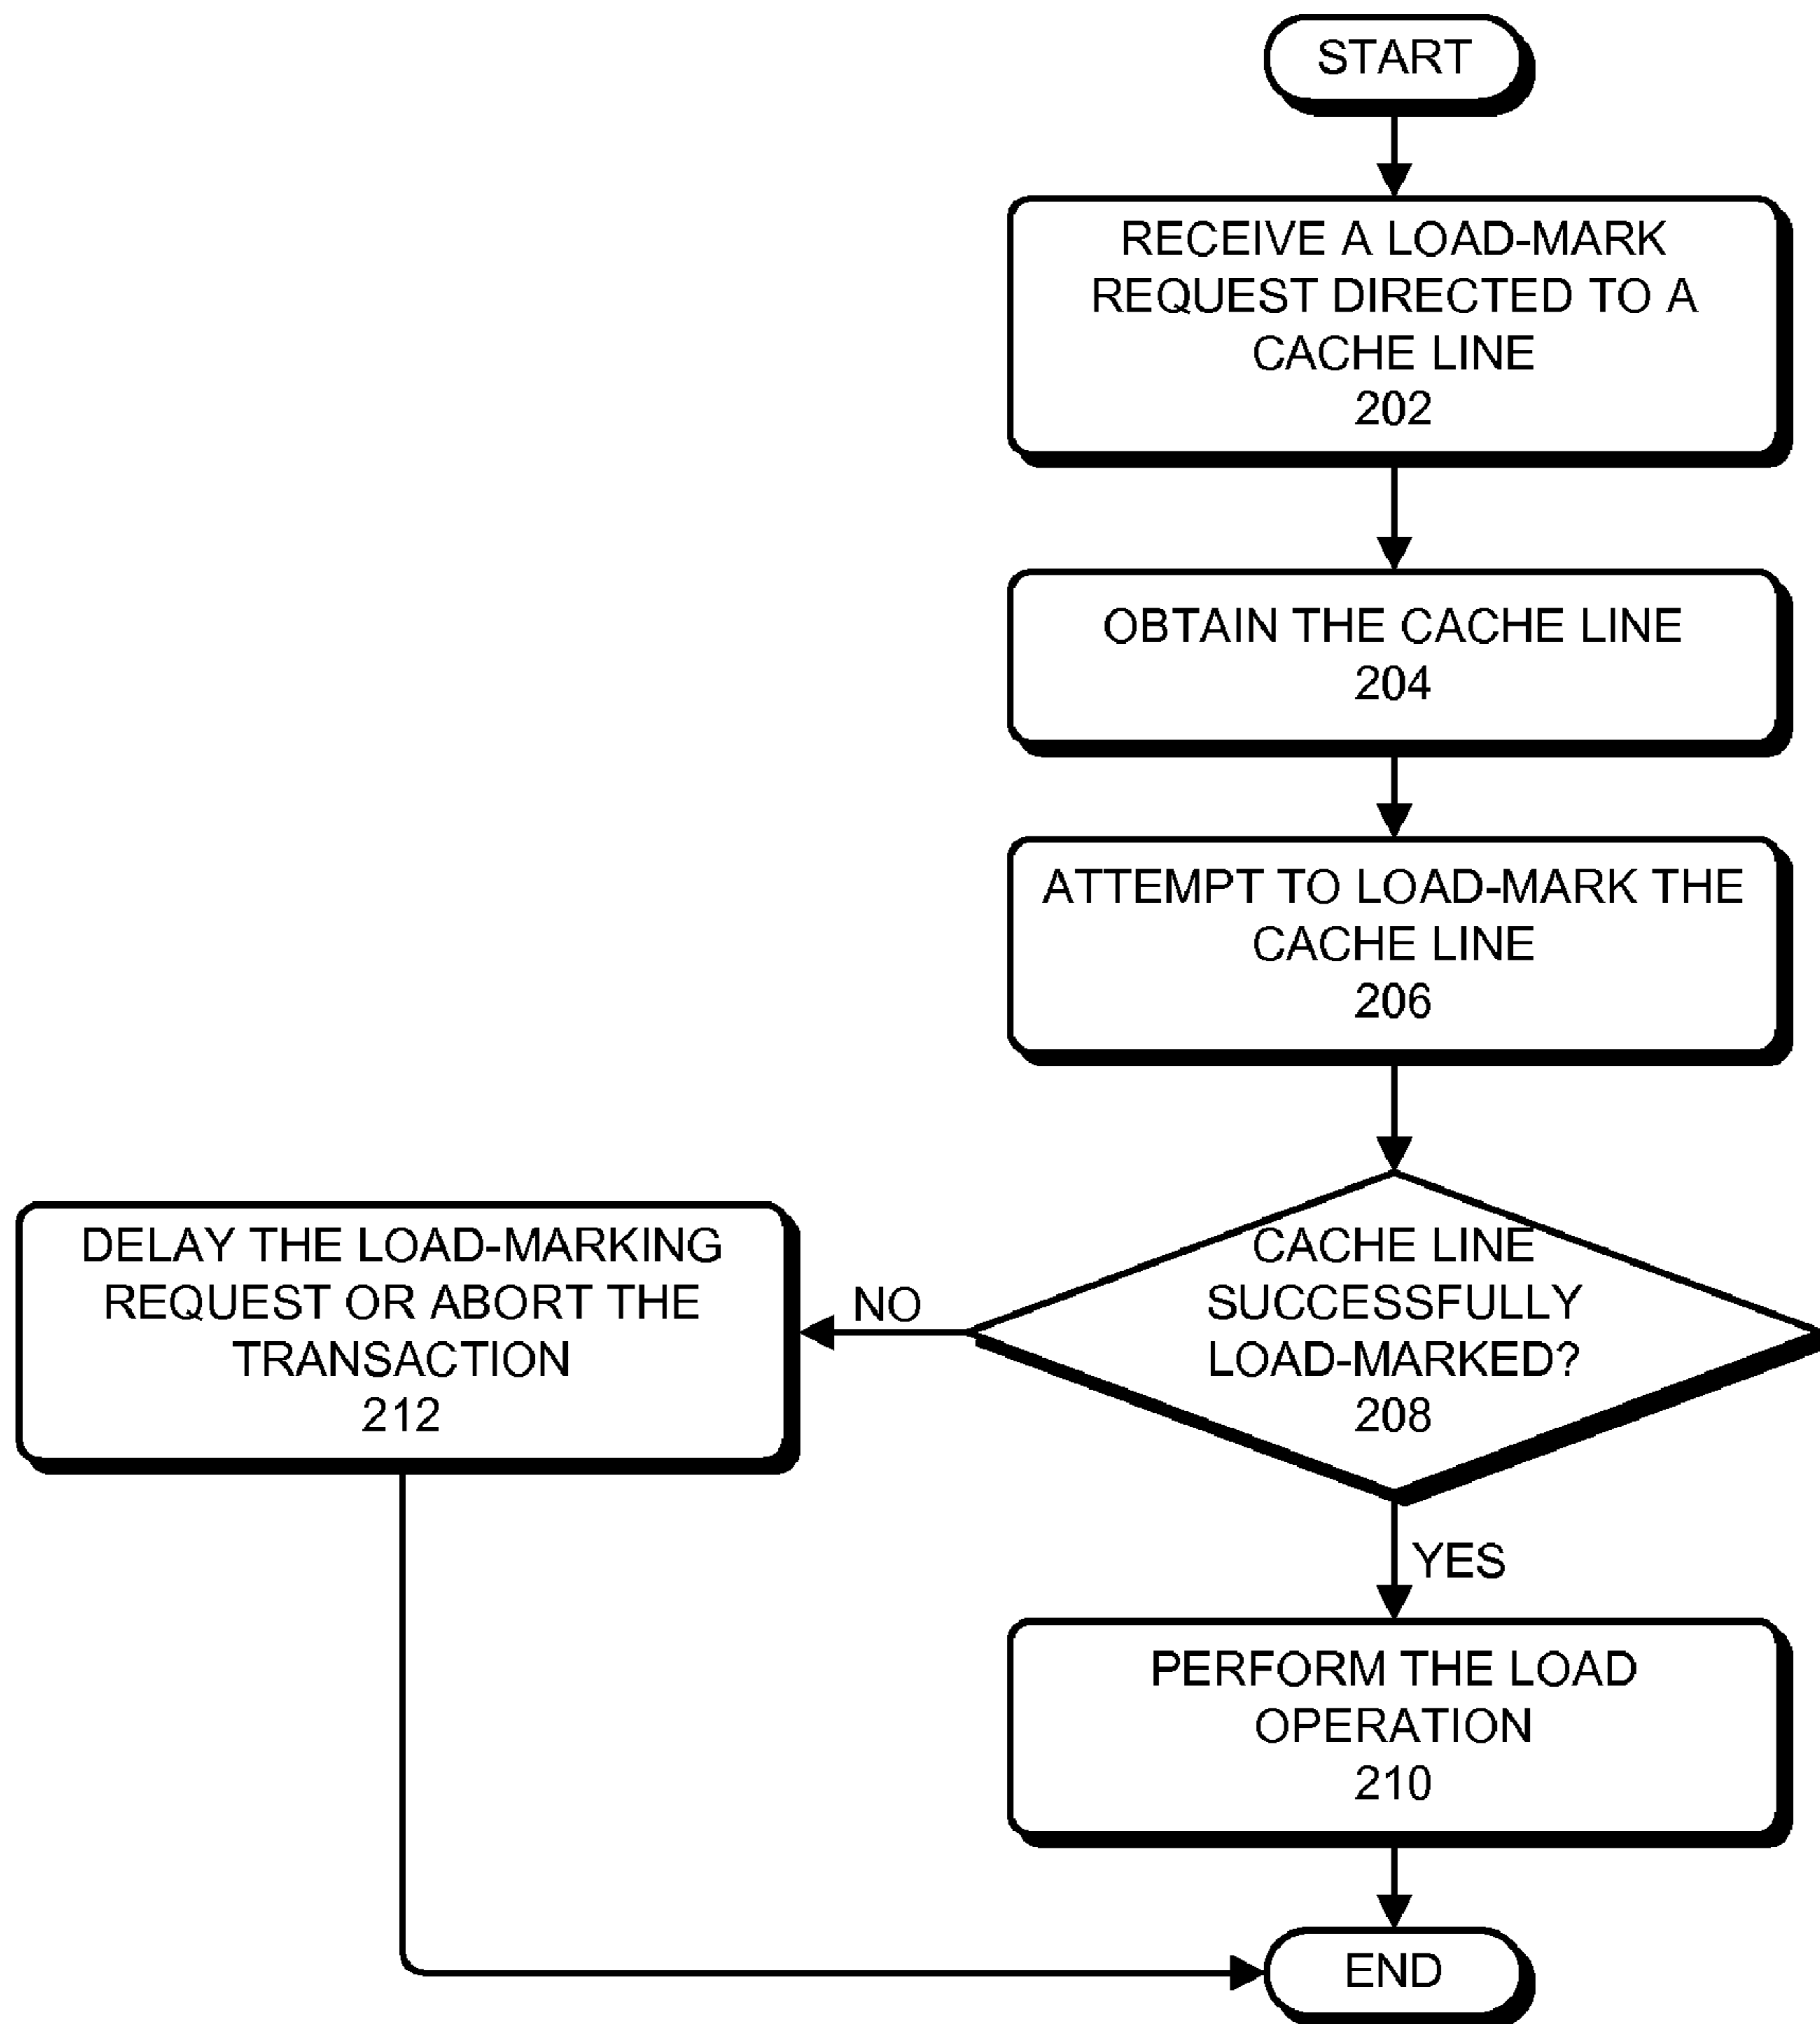 START
RECEIVE A LOAD-MARK
REQUEST DIRECTED TO A
CACHE LINE
202
OBTAIN THE CACHE LINE
204
ATTEMPT TO LOAD-MARK THE
CACHE LINE
206
CACHE LINE
SUCCESSFULLY
LOAD-MARKED?
208
NO
DELAY THE LOAD-MARKING
REQUEST OR ABORT THE
TRANSACTION
212
YES
PERFORM THE LOAD
OPERATION
210
END